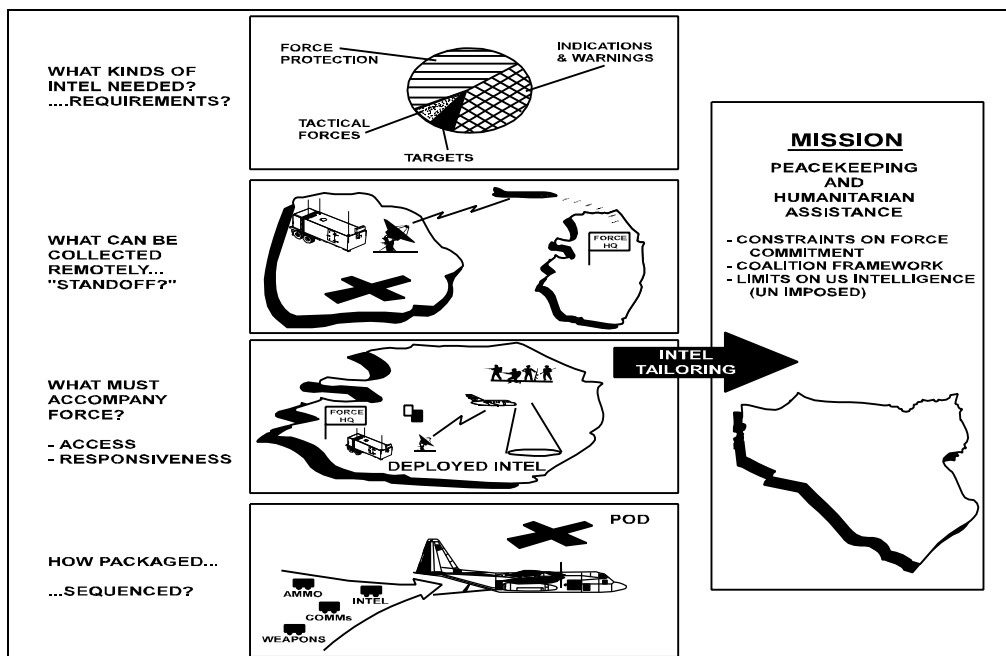 WHAT KINDS OF
INTEL NEEDED?
....REQUIREMENTS?
FORCE
PROTECTION
INDICATIONS
& WARNINGS
TACTICAL
FORCES
TARGETS
WHAT CAN BE
COLLECTED
REMOTELY...
"STANDOFF?"
FORCE
HQ
WHAT MUST
ACCOMPANY
FORCE?
- ACCESS
- RESPONSIVENESS
FORCE
HQ
DEPLOYED INTEL
HOW PACKAGED...
...SEQUENCED?
POD
AMMO
INTEL
COMMs
WEAPONS
INTEL
TAILORING
MISSION
PEACEKEEPING
AND
HUMANITARIAN
ASSISTANCE
- CONSTRAINTS ON FORCE
COMMITMENT
- COALITION FRAMEWORK
- LIMITS ON US INTELLIGENCE
(UN IMPOSED)